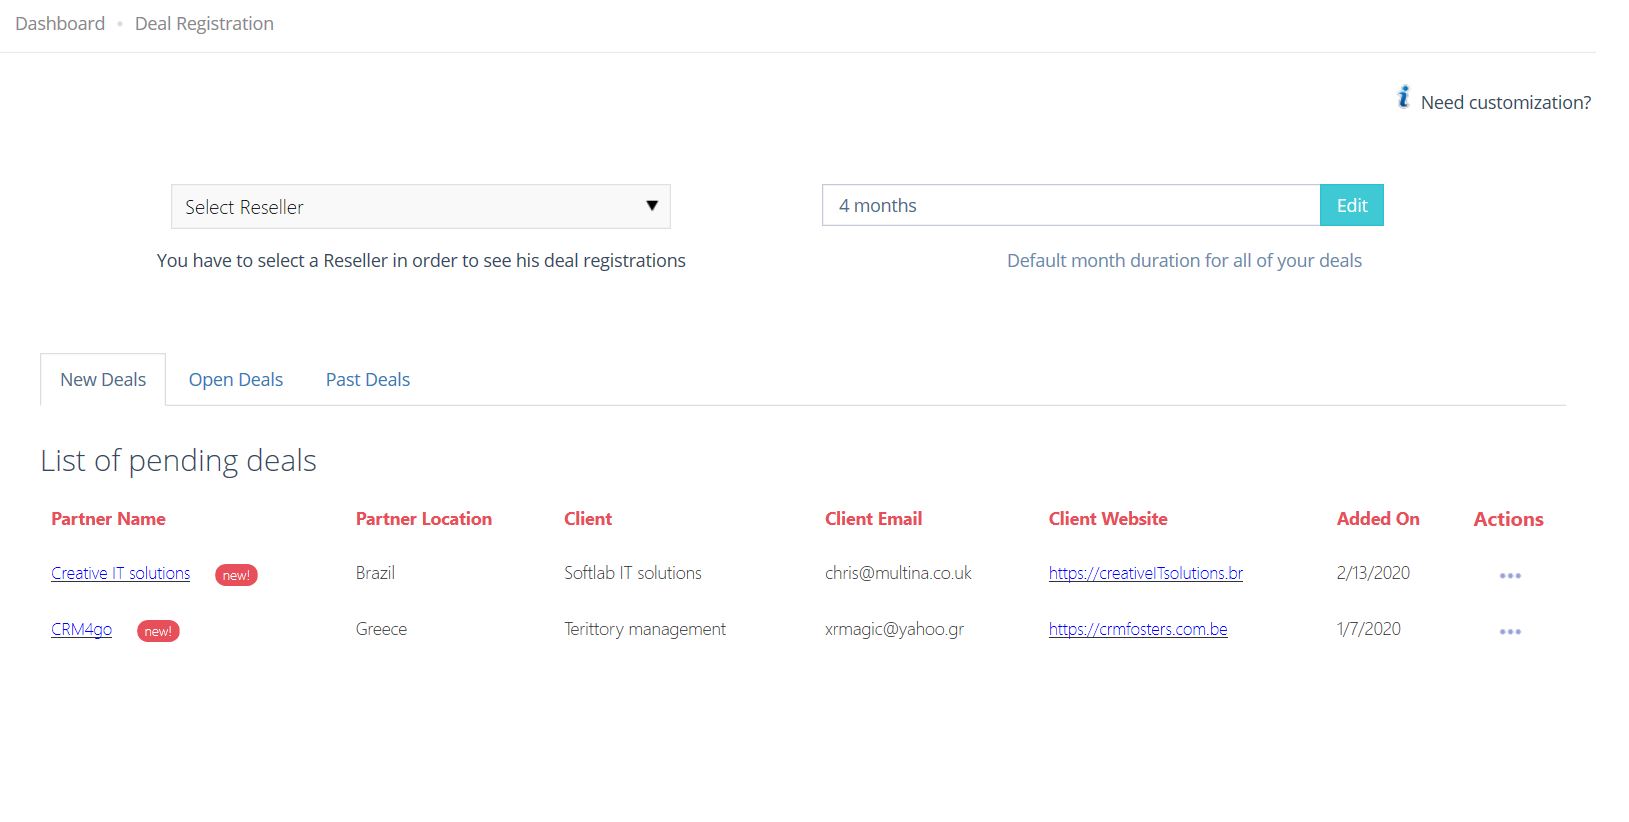 Dashboard • Deal Registration
Need customization?
Select Reseller
4 months Edit
You have to select a Reseller in order to see his deal registrations
Default month duration for all of your deals
New Deals Open Deals Past Deals
List of pending deals
Partner Name Partner Location Client Client Email Client Website Added On Actions
Creative IT solutions new! Brazil Softlab IT solutions chris@multina.co.uk https://creativeITsolutions.br 2/13/2020
CRM4go new! Greece Terittory management xrmagic@yahoo.gr https://crmfosters.com.be 1/7/2020